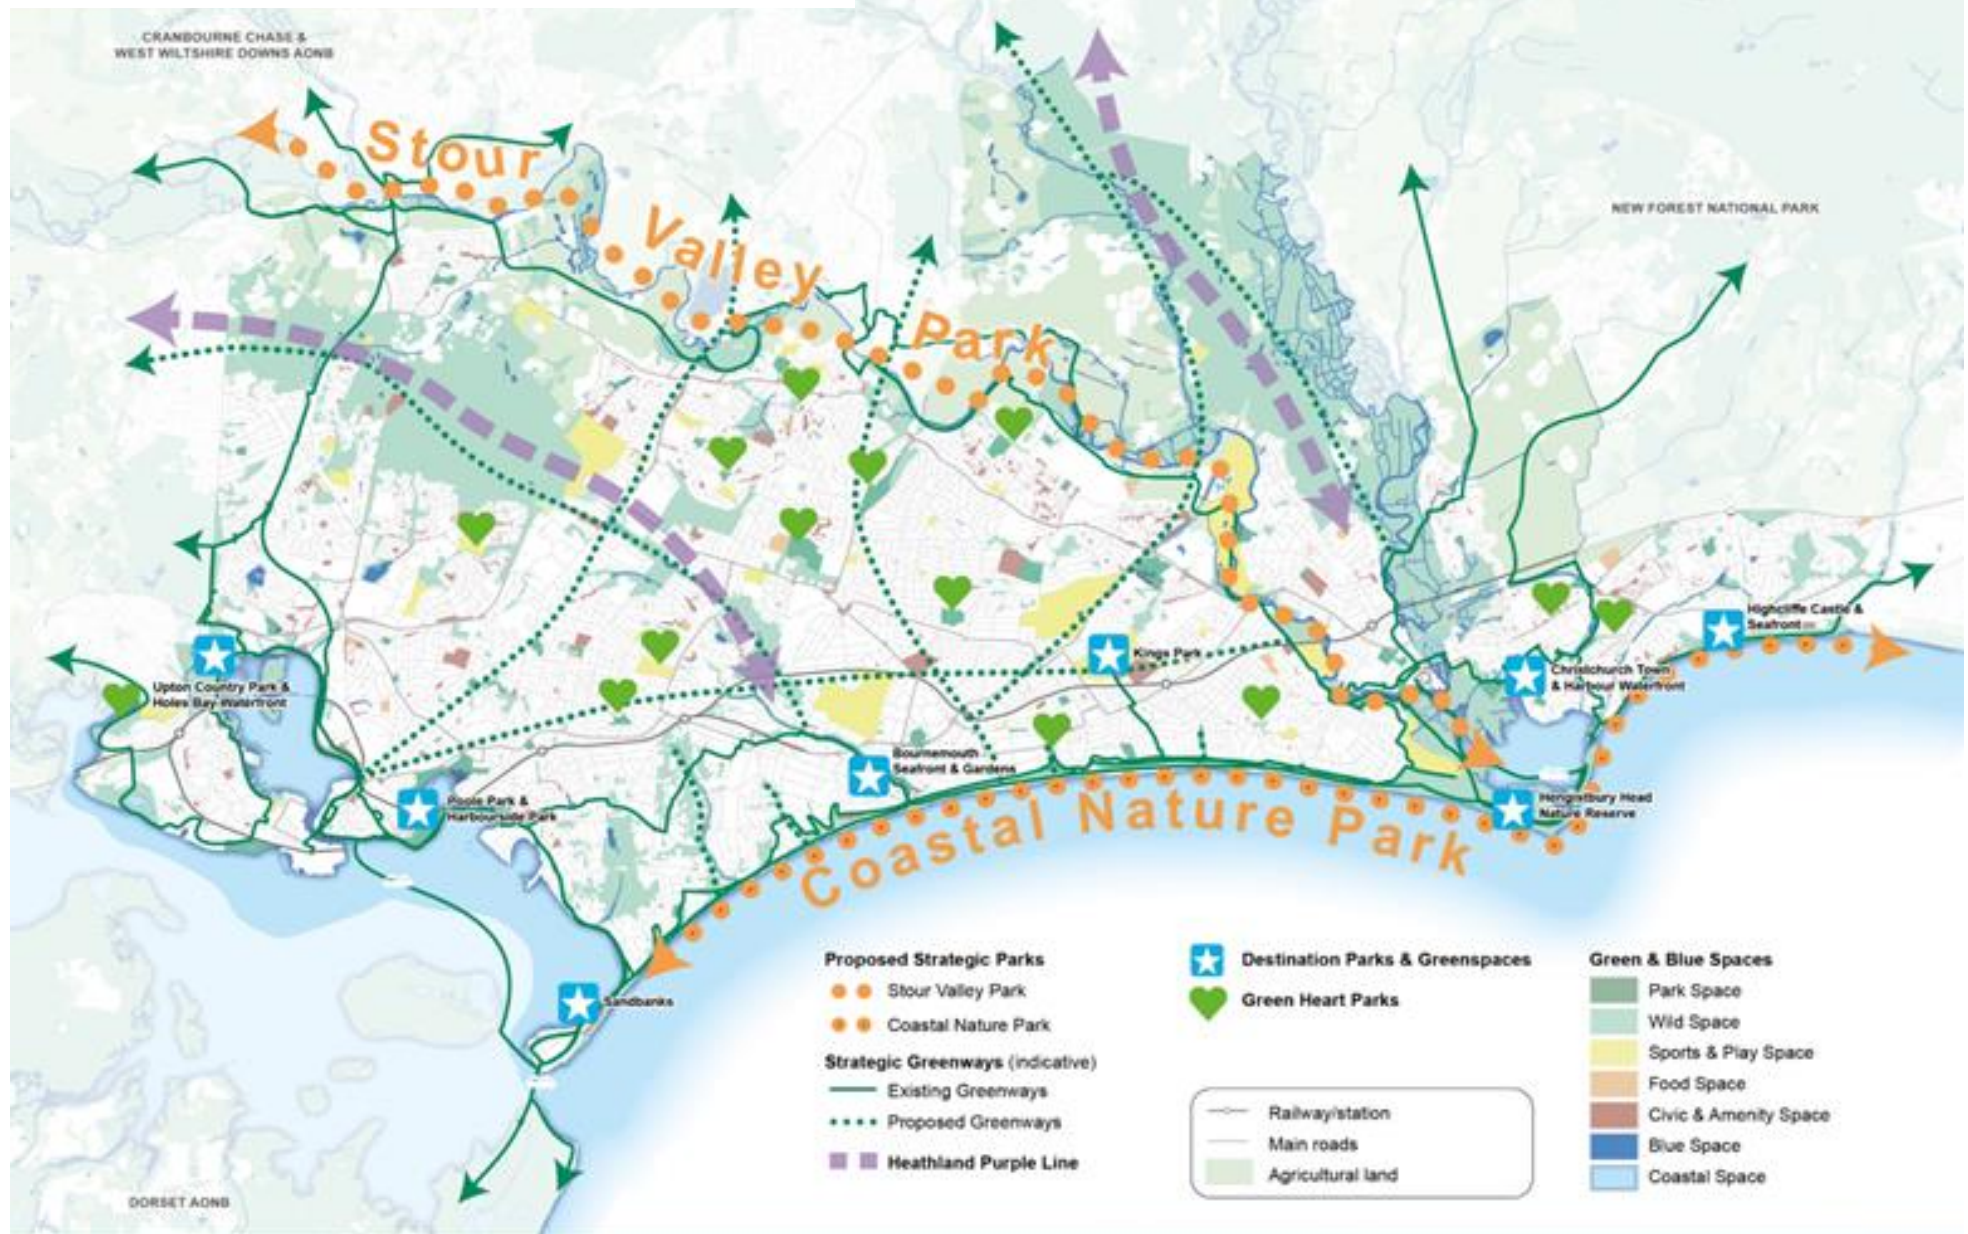 CRANBOURNE CHASE &
WEST WILTSHIRE DOWNS AONB
NEW FOREST NATIONAL PARK
Stour
Valley
Park
Highcliffe Castle &
Seafront
Kings Park
Christchurch Town
& Harbour Waterfront
Upton Country Park &
Holes Bay Waterfront
Bournemouth
Seafront & Gardens
Poole Park &
Harbourside Park
Hengistbury Head
Nature Reserve
Coastal Nature Park
Sandbanks
DORSET AONB
Proposed Strategic Parks
Stour Valley Park
Coastal Nature Park
Strategic Greenways (indicative)
Existing Greenways
Proposed Greenways
Heathland Purple Line
Destination Parks & Greenspaces
Green Heart Parks
Railway/station
Main roads
Agricultural land
Green & Blue Spaces
Park Space
Wild Space
Sports & Play Space
Food Space
Civic & Amenity Space
Blue Space
Coastal Space